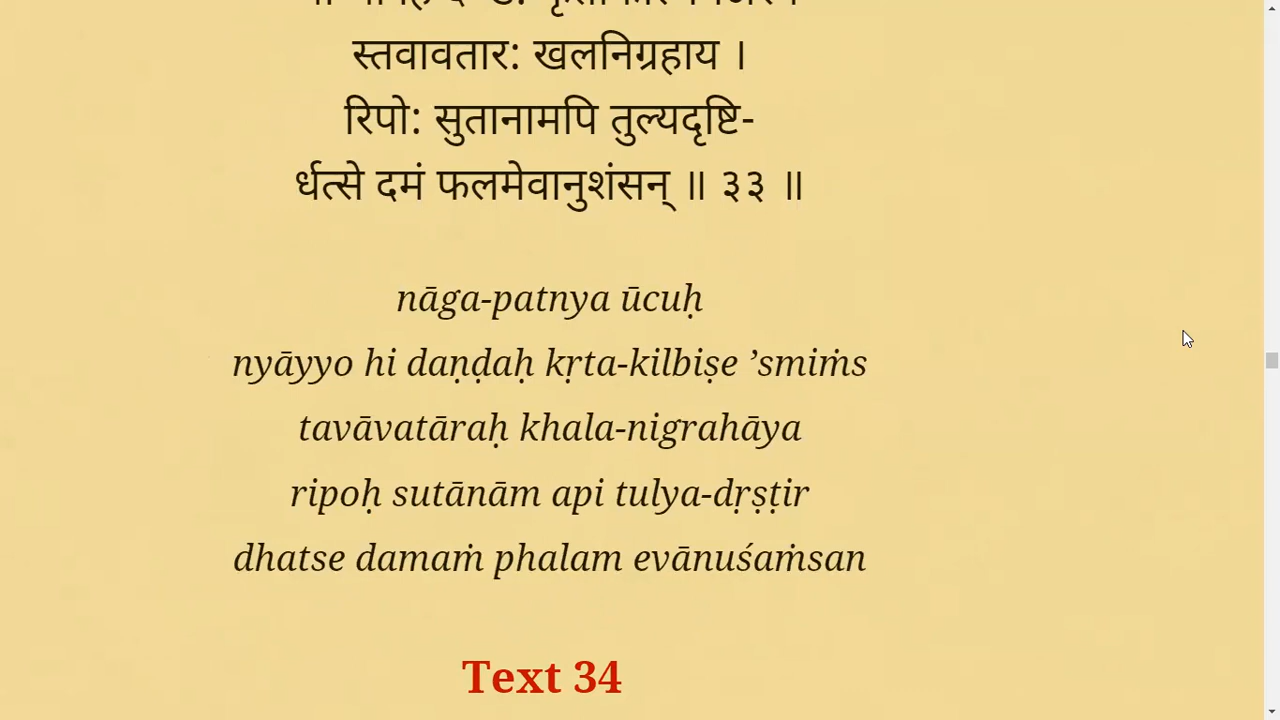 स्तवावतार: खलनिग्रहाय ।
रिपो: सुतानामपि तुल्यदृष्टि-
र्धत्से दमं फलमेवानुशंसन् ॥ ३३ ॥
nāga-patnya ūcuḥ
nyāyyo hi daṇḍaḥ kṛta-kilbiṣe ’smiṁs
tavāvatāraḥ khala-nigrahāya
ripoḥ sutānām api tulya-dṛṣṭir
dhatse damaṁ phalam evānuśaṁsan
Text 34